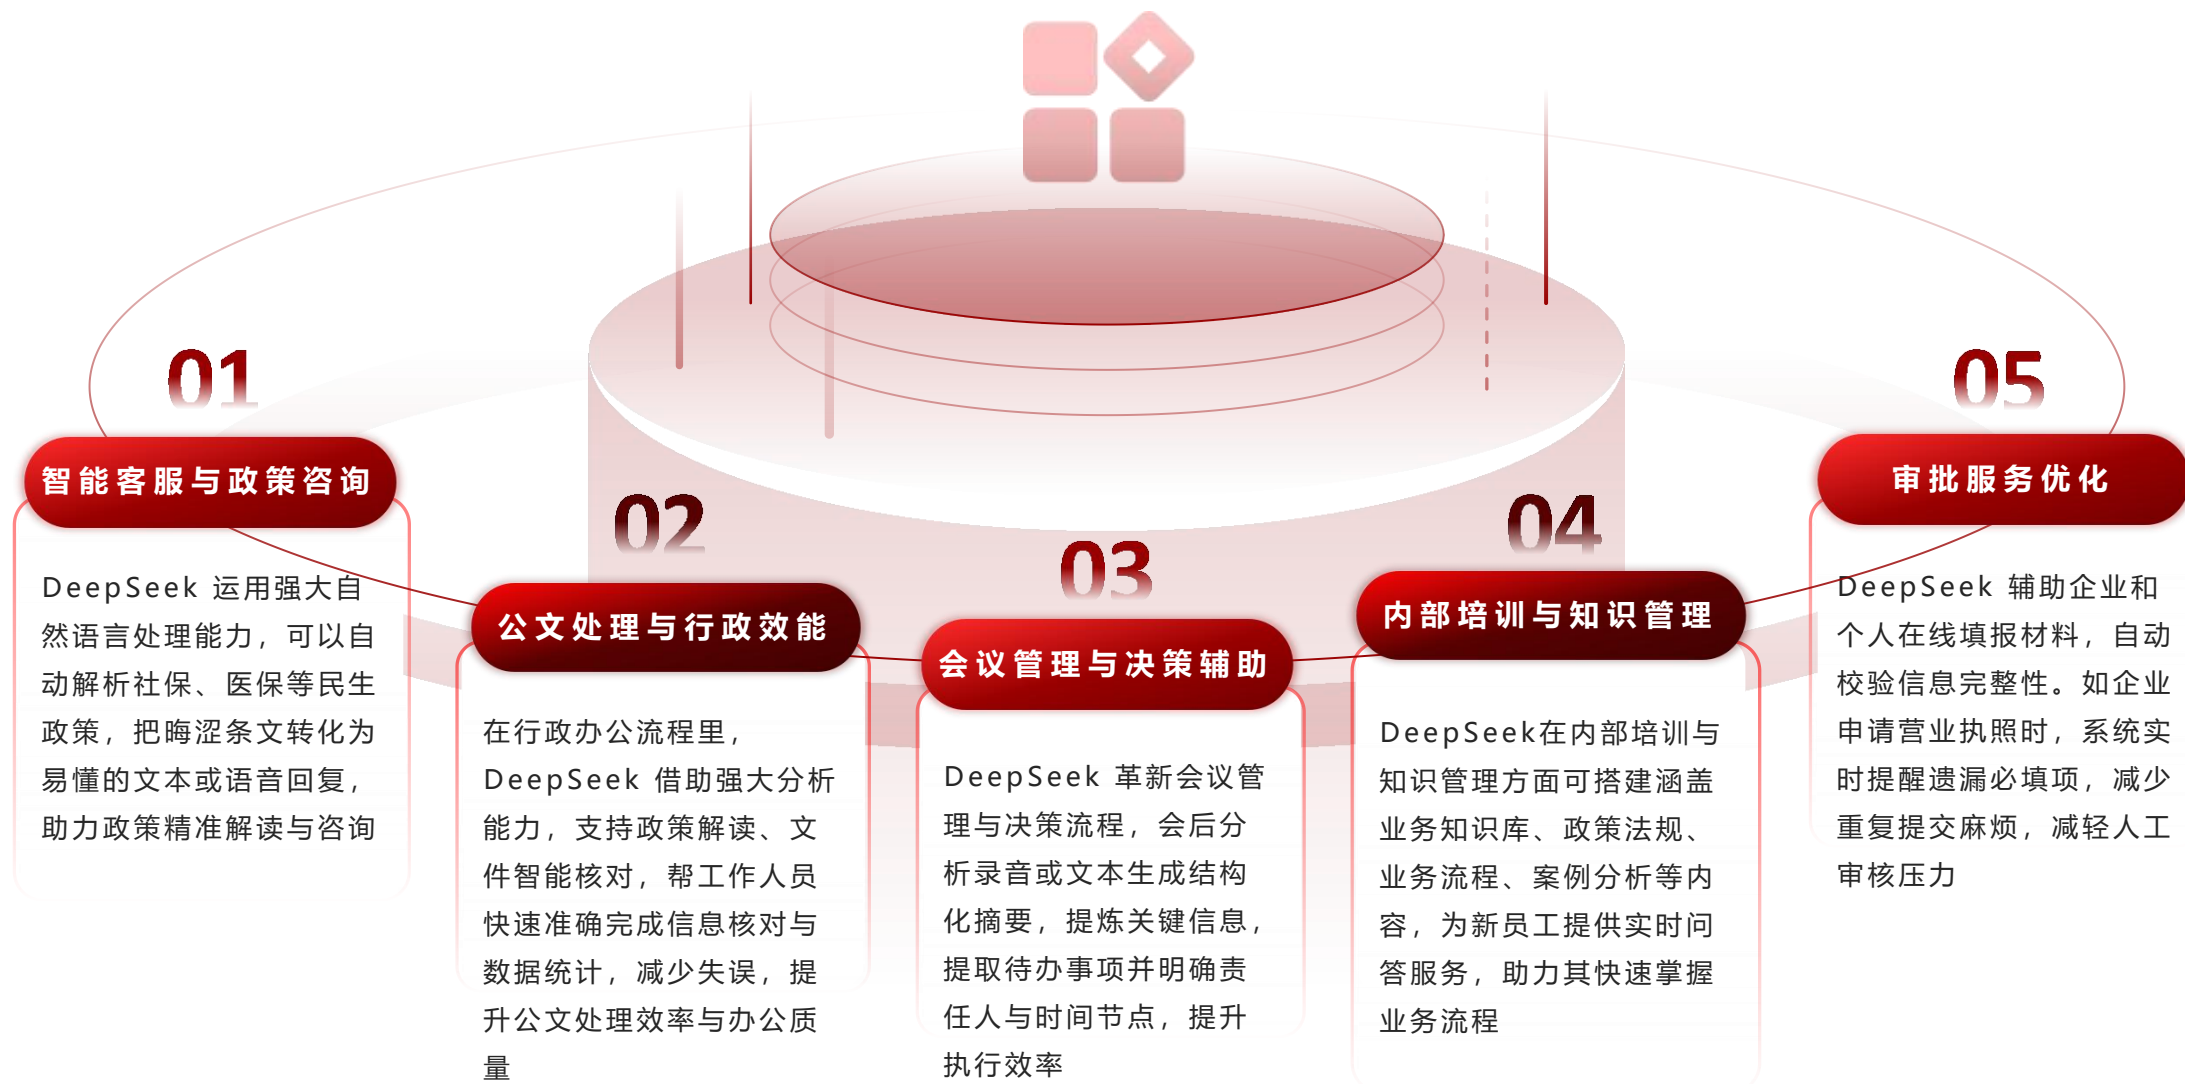 01
智能客服与政策咨询
DeepSeek 运用强大自
然语言处理能力，可以自
动解析社保、医保等民生
政策，把晦涩条文转化为
易懂的文本或语音回复，
助力政策精准解读与咨询
02
公文处理与行政效能
在行政办公流程里，
DeepSeek 借助强大分析
能力，支持政策解读、文
件智能核对，帮工作人员
快速准确完成信息核对与
数据统计，减少失误，提
升公文处理效率与办公质
量
03
会议管理与决策辅助
DeepSeek 革新会议管
理与决策流程，会后分
析录音或文本生成结构
化摘要，提炼关键信息，
提取待办事项并明确责
任人与时间节点，提升
执行效率
04
内部培训与知识管理
DeepSeek在内部培训与
知识管理方面可搭建涵盖
业务知识库、政策法规、
业务流程、案例分析等内
容，为新员工提供实时问
答服务，助力其快速掌握
业务流程
05
审批服务优化
DeepSeek 辅助企业和
个人在线填报材料，自动
校验信息完整性。如企业
申请营业执照时，系统实
时提醒遗漏必填项，减少
重复提交麻烦，减轻人工
审核压力